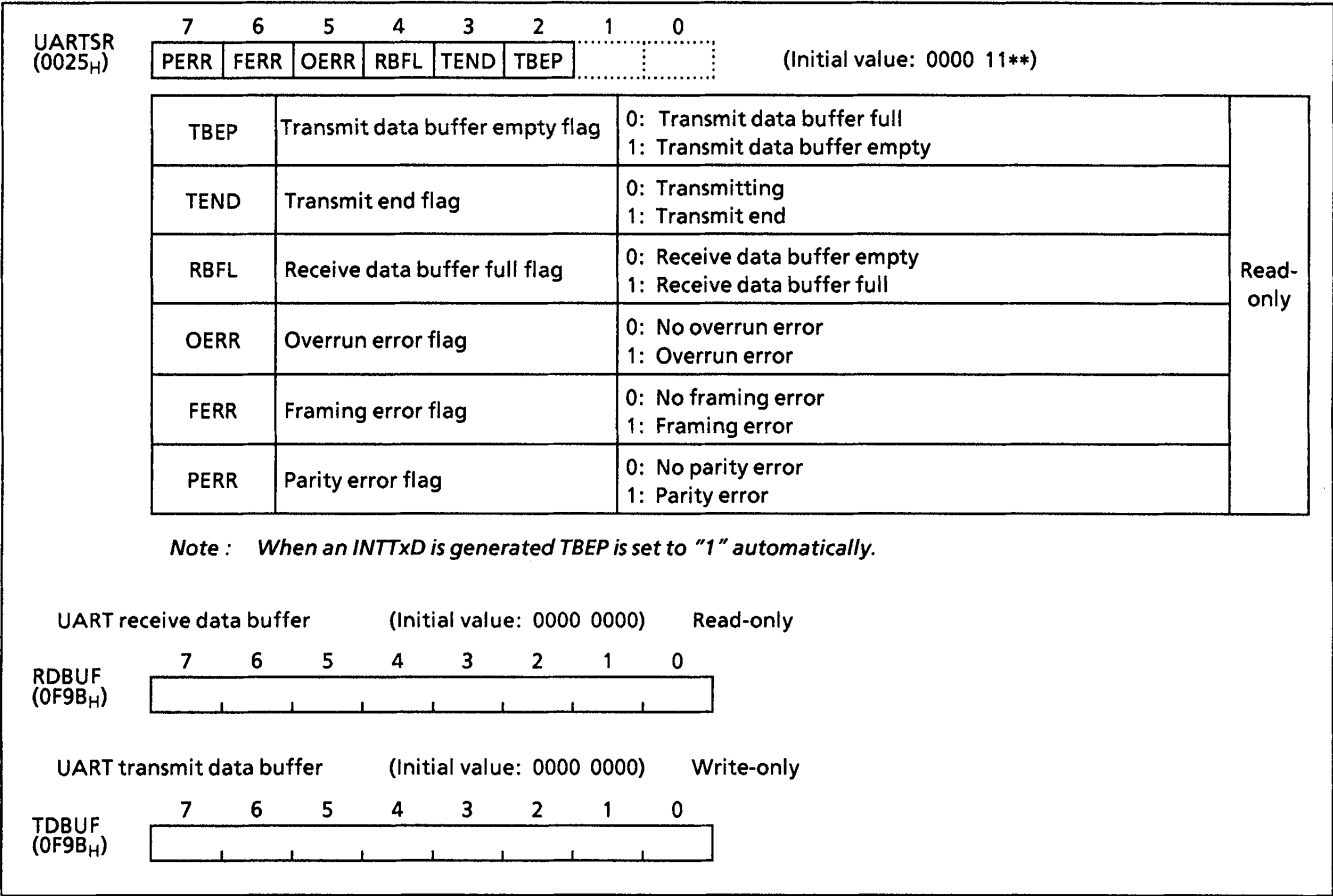 7 6 5 4 3 2 1 0
UARTSR
(0025H)
PERR FERR OERR RBFL TEND TBEP
(Initial value: 0000 11**)
TBEP Transmit data buffer empty flag 0: Transmit data buffer full
1: Transmit data buffer empty
TEND Transmit end flag 0: Transmitting
1: Transmit end
RBFL Receive data buffer full flag 0: Receive data buffer empty
1: Receive data buffer full
Read-
only
OERR Overrun error flag 0: No overrun error
1: Overrun error
FERR Framing error flag 0: No framing error
1: Framing error
PERR Parity error flag 0: No parity error
1: Parity error
Note : When an INTTxD is generated TBEP is set to "1" automatically.
UART receive data buffer (Initial value: 0000 0000) Read-only
7 6 5 4 3 2 1 0
RDBUF
(0F9BH)
UART transmit data buffer (Initial value: 0000 0000) Write-only
7 6 5 4 3 2 1 0
TDBUF
(0F9BH)